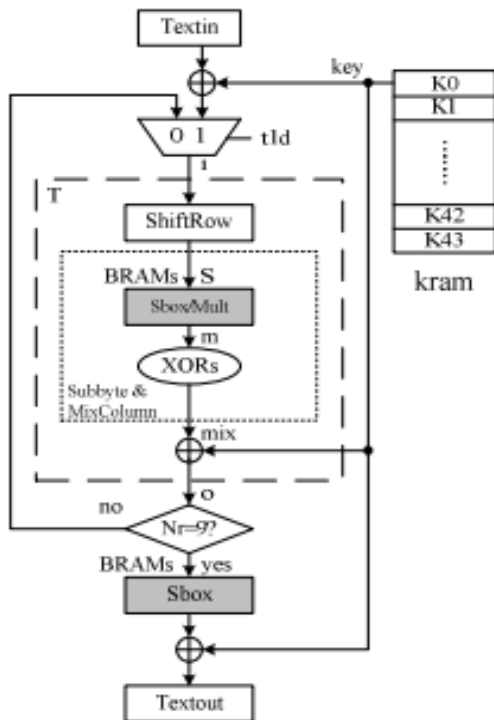 Textin
key
K0
K1
0 1
tld
1
T
ShiftRow
K42
K43
kram
BRAMs S
Sbox/Mult
m
XORs
Subbyte &
MixColumn
mix
o
no
Nr=9?
BRAMs yes
Sbox
Textout